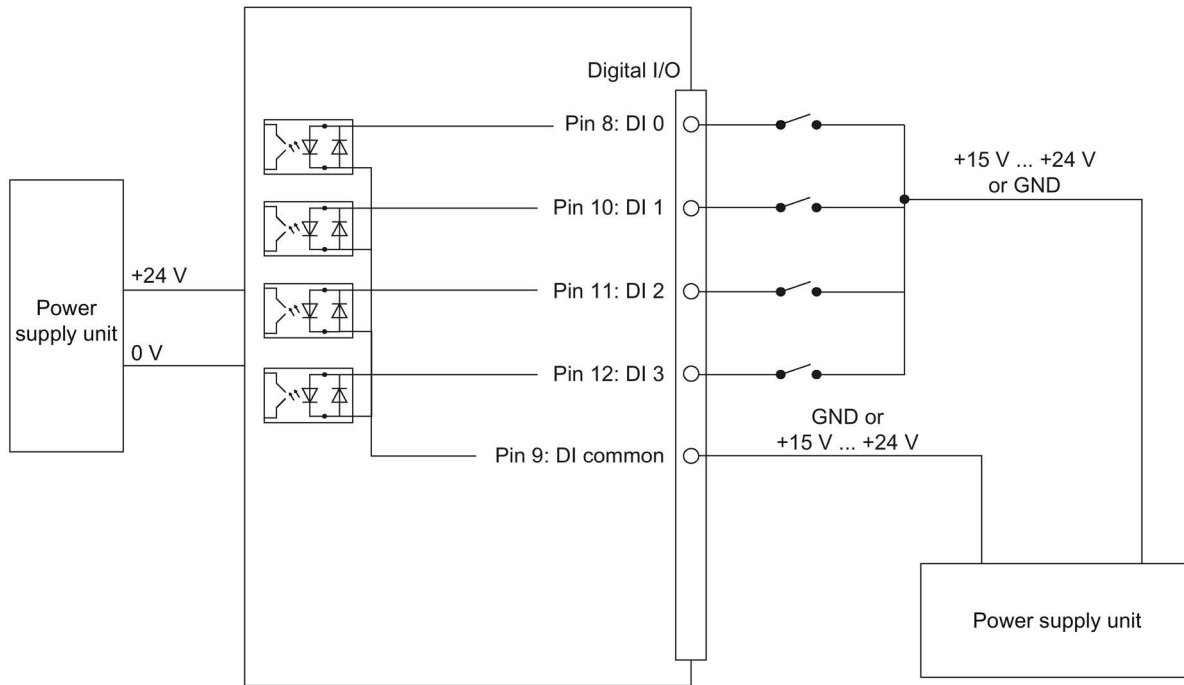 Digital I/O
Pin 8: DI 0
+15 V ... +24 V
or GND
Pin 10: DI 1
+24 V
Pin 11: DI 2
Power
supply unit
0 V
Pin 12: DI 3
GND or
+15 V ... +24 V
Pin 9: DI common
Power supply unit